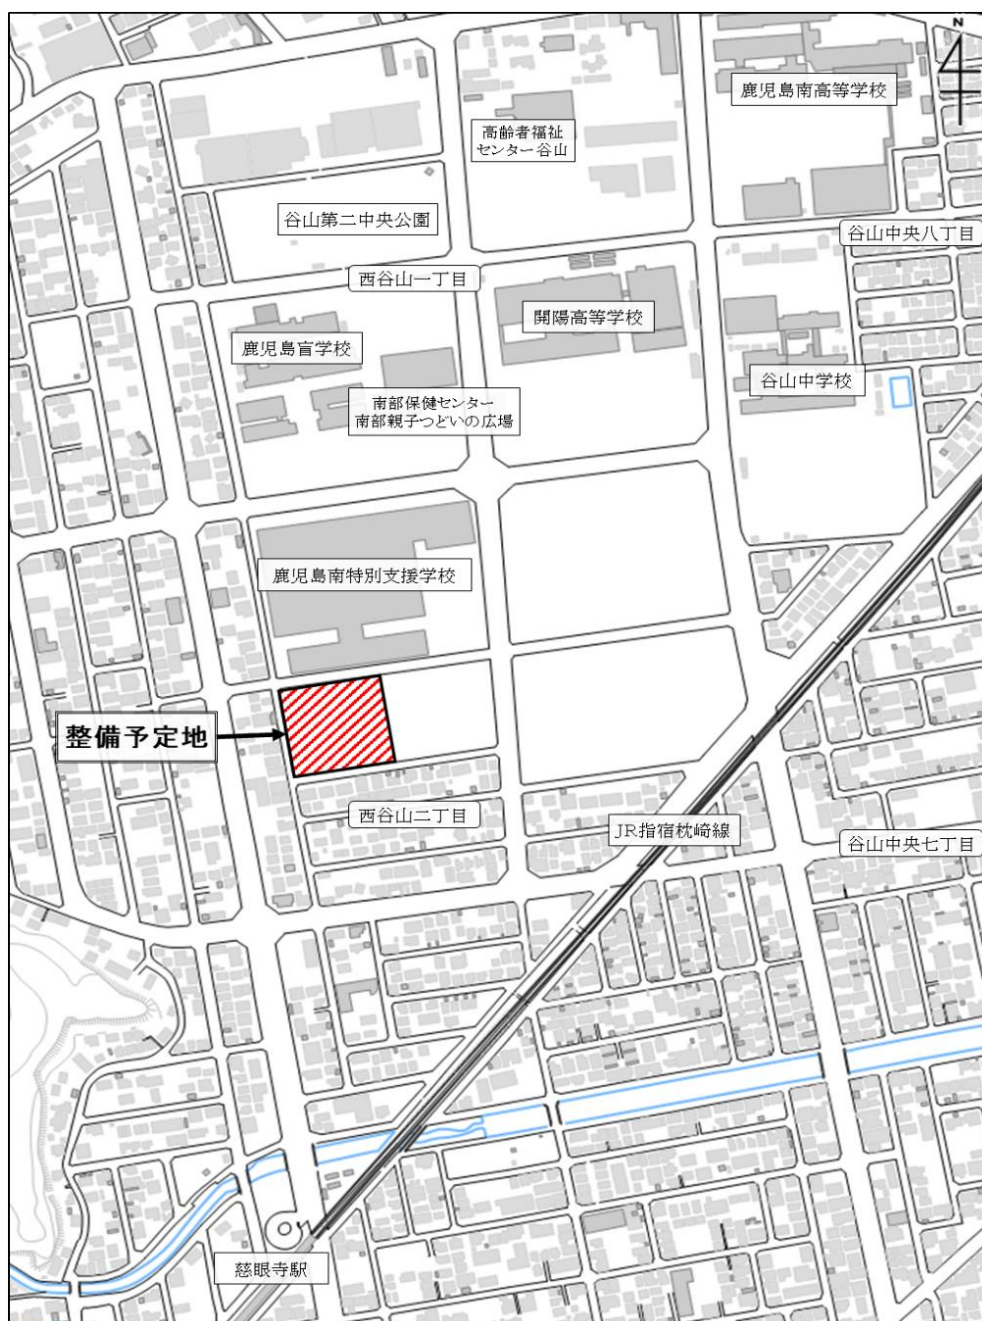 N
鹿児島南高等学校
高齢者福祉
センター谷山
谷山第二中央公園
谷山中央八丁目
西谷山一丁目
開陽高等学校
鹿児島盲学校
谷山中学校
南部保健センター
南部親子つどいの広場
鹿児島南特別支援学校
整備予定地
西谷山二丁目
JR指宿枕崎線
谷山中央七丁目
慈眼寺駅